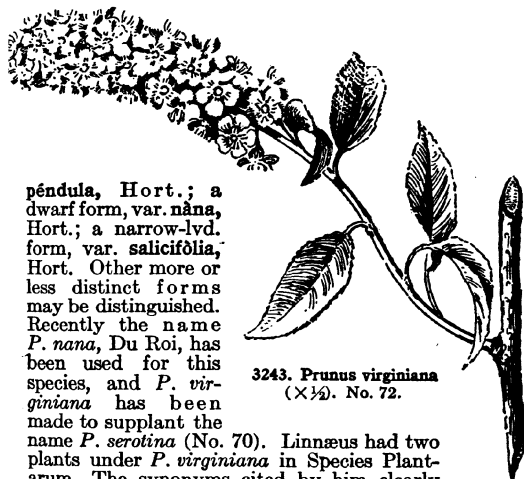 péndula, Hort.; a
dwarf form, var. nàna,
Hort.; a narrow-lvd.
form, var. salicifòlia,
Hort. Other more or
less distinct forms
may be distinguished.
Recently the name
P. nana, Du Roi, has
been used for this
species, and P. vir-
giniana has been
made to supplant the
name P. serotina (No. 70). Linnæus had two
plants under P. virginiana in Species Plant-
arum. The synonyms cited by him clearly
3243. Prunus virginiana
(×½). No. 72.